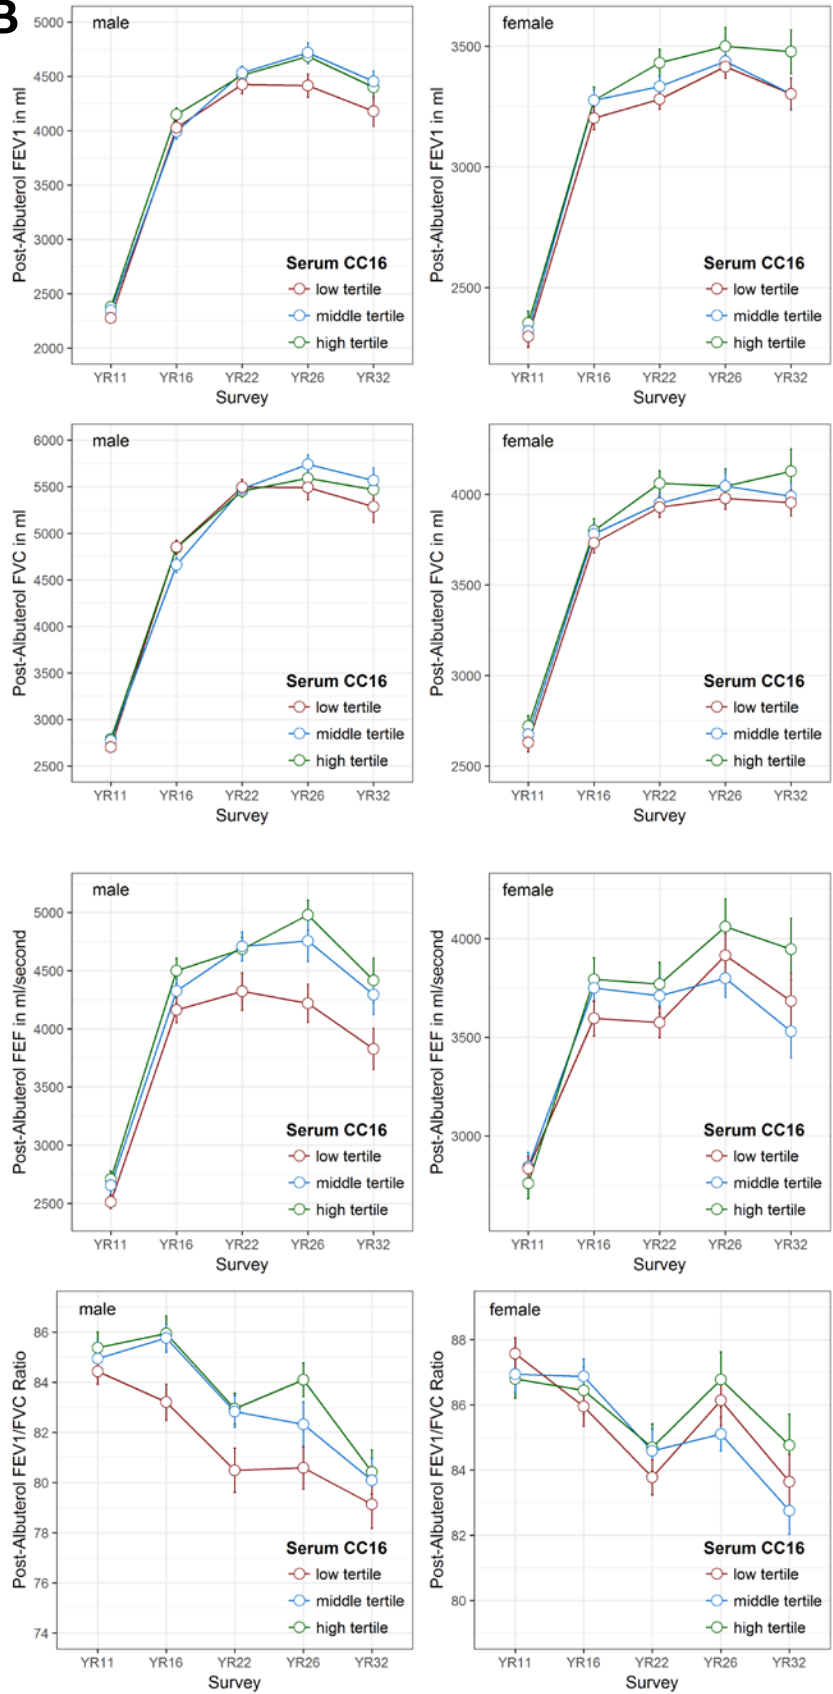 B
male
Post-Albuterol FEV1 in ml
5000
4500
4000
3500
3000
2500
2000
Serum CC16
low tertile
middle tertile
high tertile
YR11 YR16 YR22 YR26 YR32
Survey
female
Post-Albuterol FEV1 in ml
3500
3000
2500
Serum CC16
low tertile
middle tertile
high tertile
YR11 YR16 YR22 YR26 YR32
Survey
male
Post-Albuterol FVC in ml
6000
5500
5000
4500
4000
3500
3000
2500
Serum CC16
low tertile
middle tertile
high tertile
YR11 YR16 YR22 YR26 YR32
Survey
female
Post-Albuterol FVC in ml
4000
3500
3000
2500
Serum CC16
low tertile
middle tertile
high tertile
YR11 YR16 YR22 YR26 YR32
Survey
male
Post-Albuterol FEF in ml/second
5000
4500
4000
3500
3000
2500
Serum CC16
low tertile
middle tertile
high tertile
YR11 YR16 YR22 YR26 YR32
Survey
female
Post-Albuterol FEF in ml/second
4000
3500
3000
Serum CC16
low tertile
middle tertile
high tertile
YR11 YR16 YR22 YR26 YR32
Survey
male
Post-Albuterol FEV1/FVC Ratio
86
84
82
80
78
76
74
Serum CC16
low tertile
middle tertile
high tertile
YR11 YR16 YR22 YR26 YR32
Survey
female
Post-Albuterol FEV1/FVC Ratio
88
86
84
82
80
Serum CC16
low tertile
middle tertile
high tertile
YR11 YR16 YR22 YR26 YR32
Survey